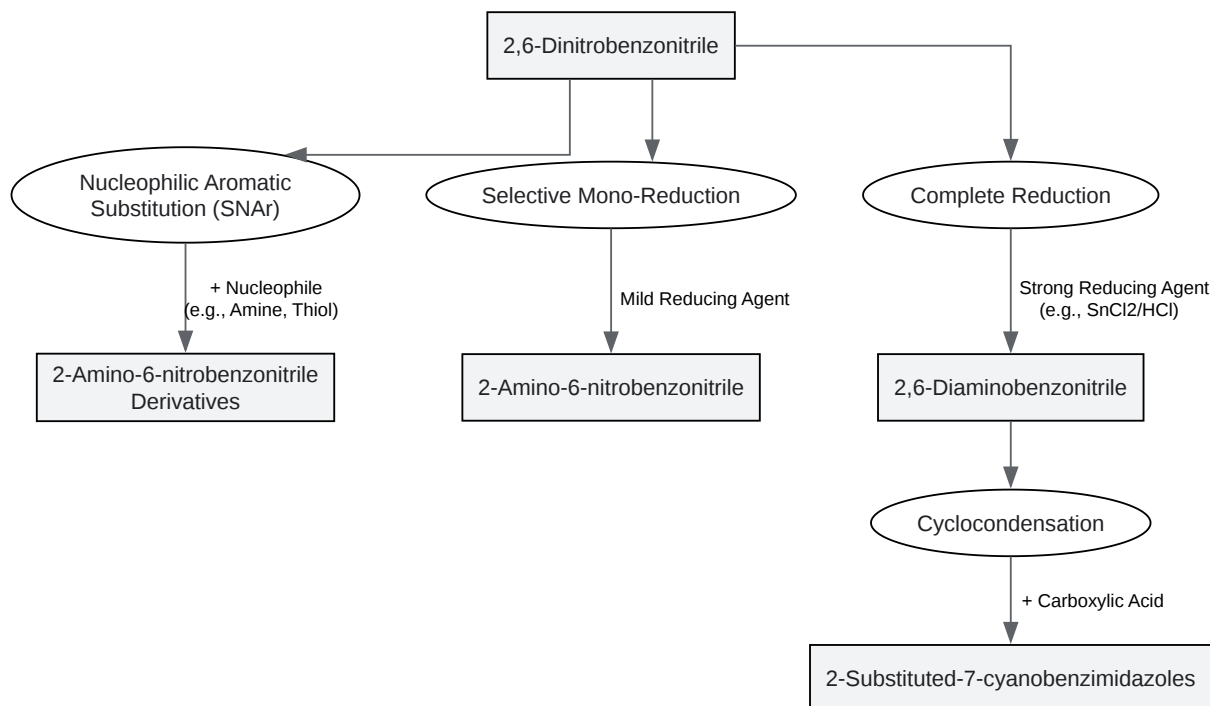 2,6-Dinitrobenzonitrile
Nucleophilic Aromatic
Substitution (SNAr)
Selective Mono-Reduction
Complete Reduction
+ Nucleophile
(e.g., Amine, Thiol)
Mild Reducing Agent
Strong Reducing Agent
(e.g., SnCl2/HCl)
2-Amino-6-nitrobenzonitrile
Derivatives
2-Amino-6-nitrobenzonitrile
2,6-Diaminobenzonitrile
Cyclocondensation
+ Carboxylic Acid
2-Substituted-7-cyanobenzimidazoles